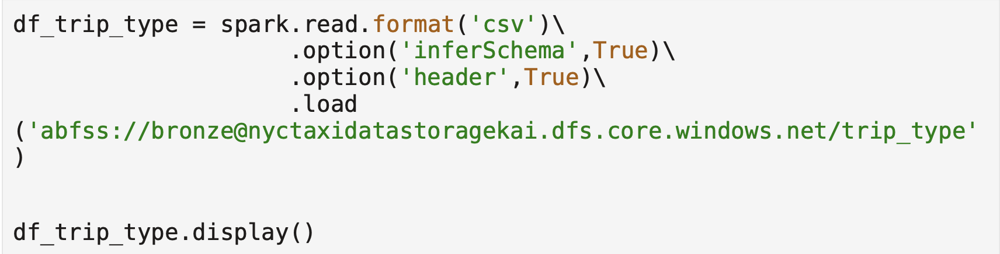 df_trip_type = spark.read.format('csv')\
.option('inferSchema',True)\
.option('header',True)\
.load
('abfss://bronze@nyctaxidatastoragekai.dfs.core.windows.net/trip_type'
)
df_trip_type.display()